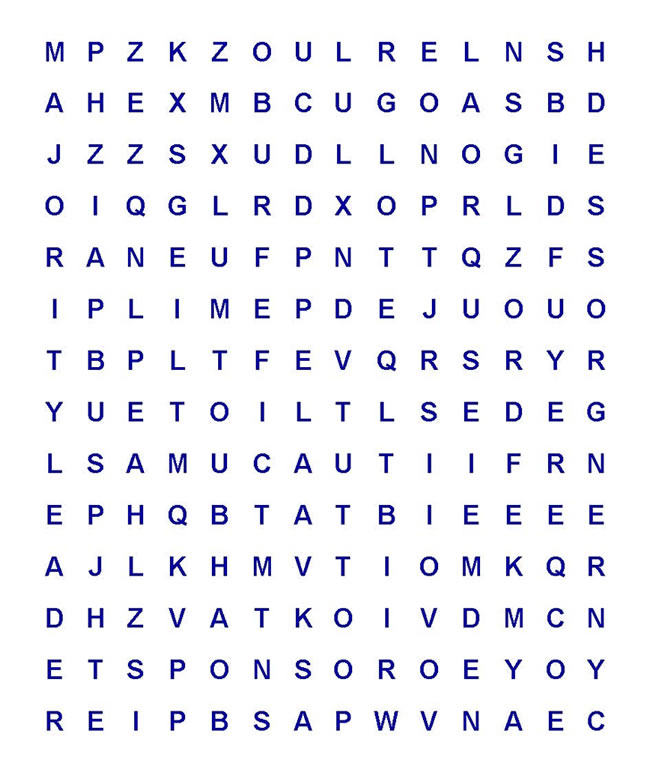 M P Z K Z O U L R E L N S H
A H E X M B C U G O A S B D
J Z Z S X U D L L N O G I E
O I Q G L R D X O P R L D S
R A N E U F P N T T Q Z F S
I P L I M E P D E J U O U O
T B P L T F E V Q R S R Y R
Y U E T O I L T L S E D E G
L S A M U C A U T I I F R N
E P H Q B T A T B I E E E E
A J L K H M V T I O M K Q R
D H Z V A T K O I V D M C N
E T S P O N S O R O E Y O Y
R E I P B S A P W V N A E C